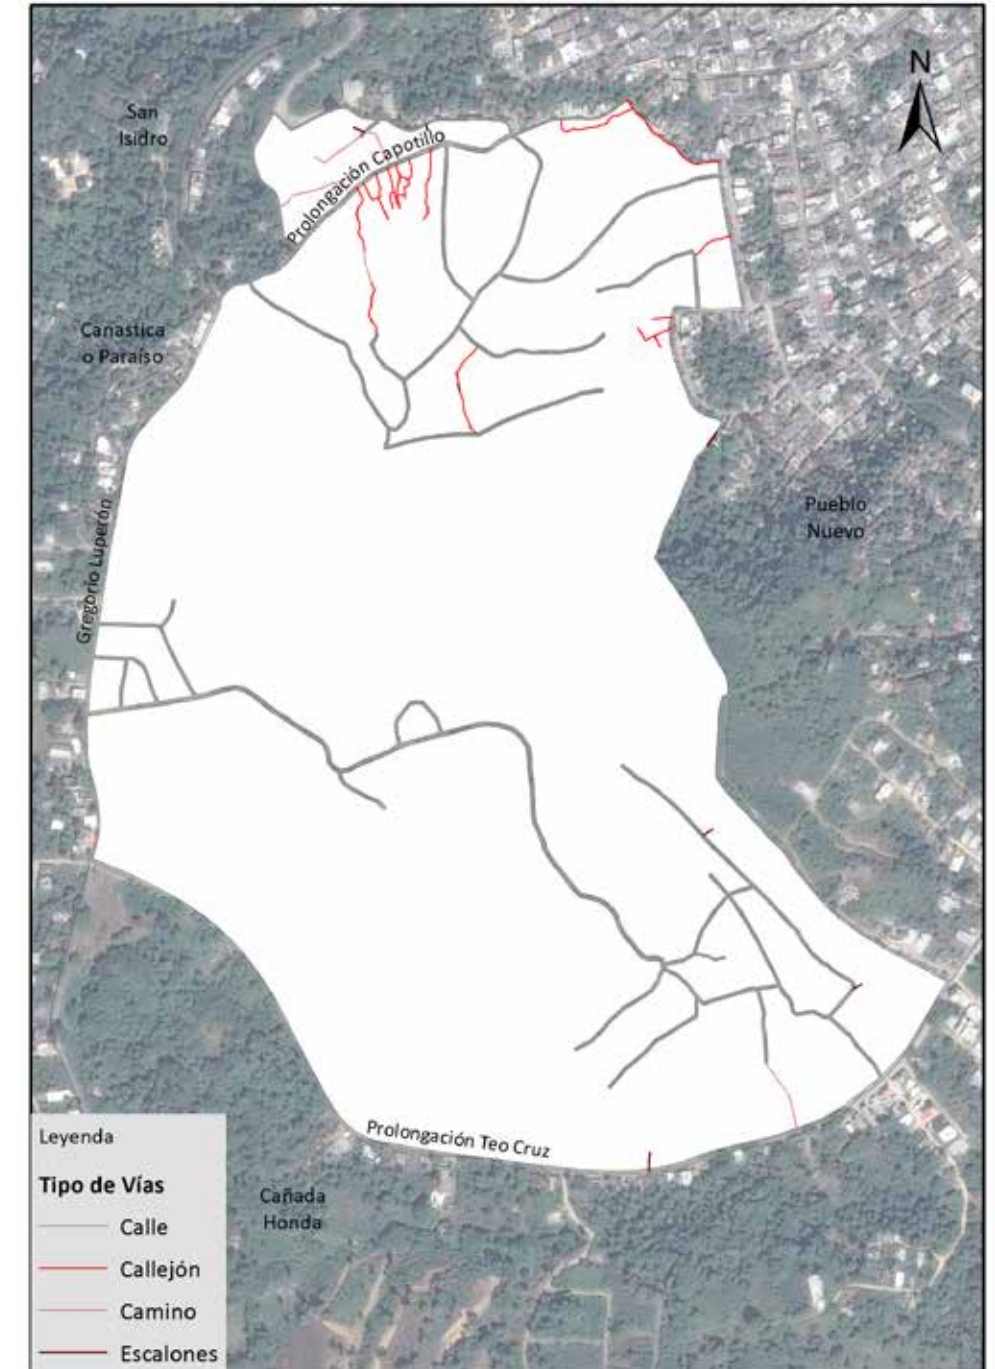 N
San
Isidro
Prolongación Capotillo
Canastica
o Paraíso
Gregorio Luperón
Pueblo
Nuevo
Prolongación Teo Cruz
Cañada
Honda
Leyenda
Tipo de Vías
Calle
Callejón
Camino
Escalones